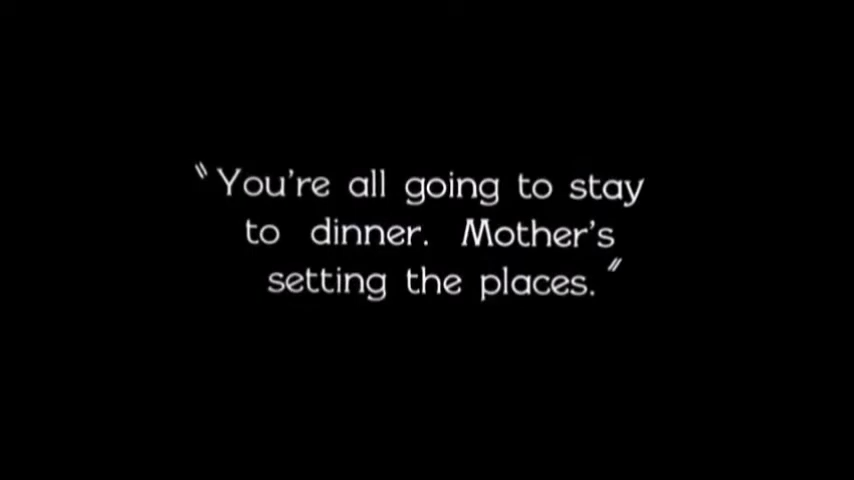 "You're all going to stay
to dinner. Mother's
setting the places."